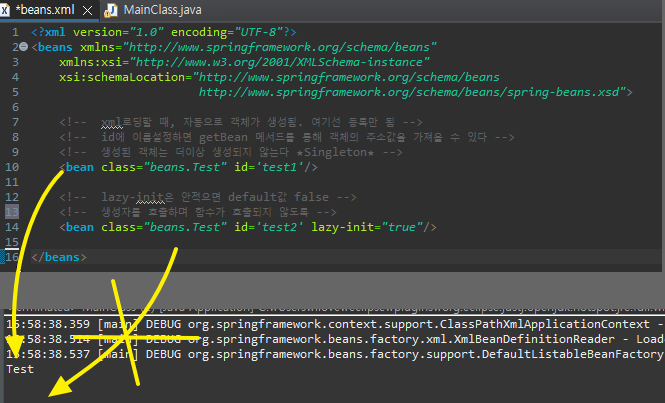 *beans.xml MainClass.java
1 <?xml version="1.0" encoding="UTF-8"?>
2 <beans xmlns="http://www.springframework.org/schema/beans"
3 xmlns:xsi="http://www.w3.org/2001/XMLSchema-instance"
4 xsi:schemaLocation="http://www.springframework.org/schema/beans
5 http://www.springframework.org/schema/beans/spring-beans.xsd">
6
7 <!-- xml로딩할 때, 자동으로 객체가 생성됨. 여기선 등록만 됨 -->
8 <!-- id에 이름설정하면 getBean 메서드를 통해 객체의 주소값을 가져올 수 있다 -->
9 <!-- 생성된 객체는 더이상 생성되지 않는다 ★Singleton★ -->
10 <bean class="beans.Test" id='test1'/>
11
12 <!-- lazy-init은 안적으면 default값 false -->
13 <!-- 생성자를 호출하며 함수가 호출되지 않도록 -->
14 <bean class="beans.Test" id='test2' lazy-init="true"/>
15
16 </beans>
15:58:38.359 [main] DEBUG org.springframework.context.support.ClassPathXmlApplicationContext -
[main] DEBUG org.springframework.beans.factory.xml.XmlBeanDefinitionReader - Load
15:58:38.537 [main] DEBUG org.springframework.beans.factory.support.DefaultListableBeanFactory
Test